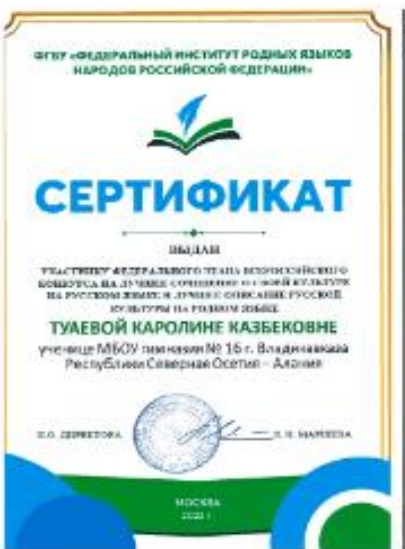 ФГБУ «ФЕДЕРАЛЬНЫЙ ИНСТИТУТ РОДНЫХ ЯЗЫКОВ
НАРОДОВ РОССИЙСКОЙ ФЕДЕРАЦИИ»
СЕРТИФИКАТ
ВЫДАН
УЧАСТНИКУ ФЕДЕРАЛЬНОГО ЭТАПА ВСЕРОССИЙСКОГО
КОНКУРСА НА ЛУЧШЕЕ СОЧИНЕНИЕ О СВОЕЙ КУЛЬТУРЕ
НА РУССКОМ ЯЗЫКЕ И ЛУЧШЕЕ ОПИСАНИЕ РУССКОЙ
КУЛЬТУРЫ НА РОДНОМ ЯЗЫКЕ
ТУАЕВОЙ КАРОЛИНЕ КАЗБЕКОВНЕ
ученице МБОУ гимназия № 16 г. Владикавказа
Республики Северная Осетия – Алания
МОСКВА